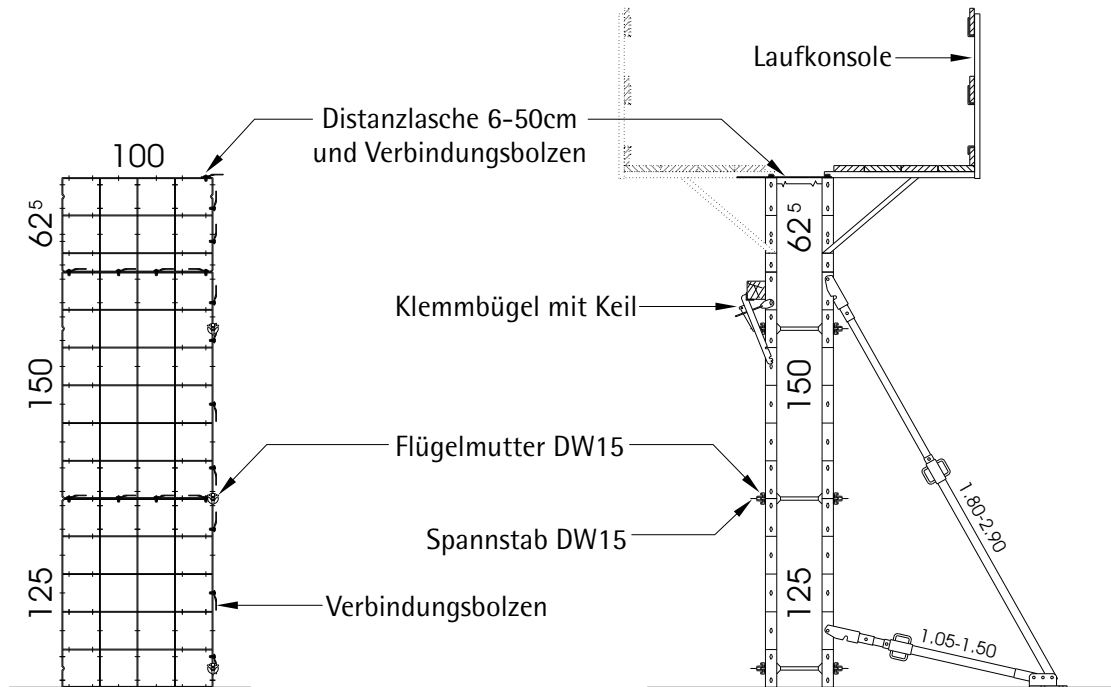 Laufkonsole
Distanzlasche 6-50cm
und Verbindungsbolzen
100
62⁵
62⁵
Klemmbügel mit Keil
150
150
Flügelmutter DW15
1.80-2.90
Spannstab DW15
125
125
Verbindungsbolzen
1.05-1.50